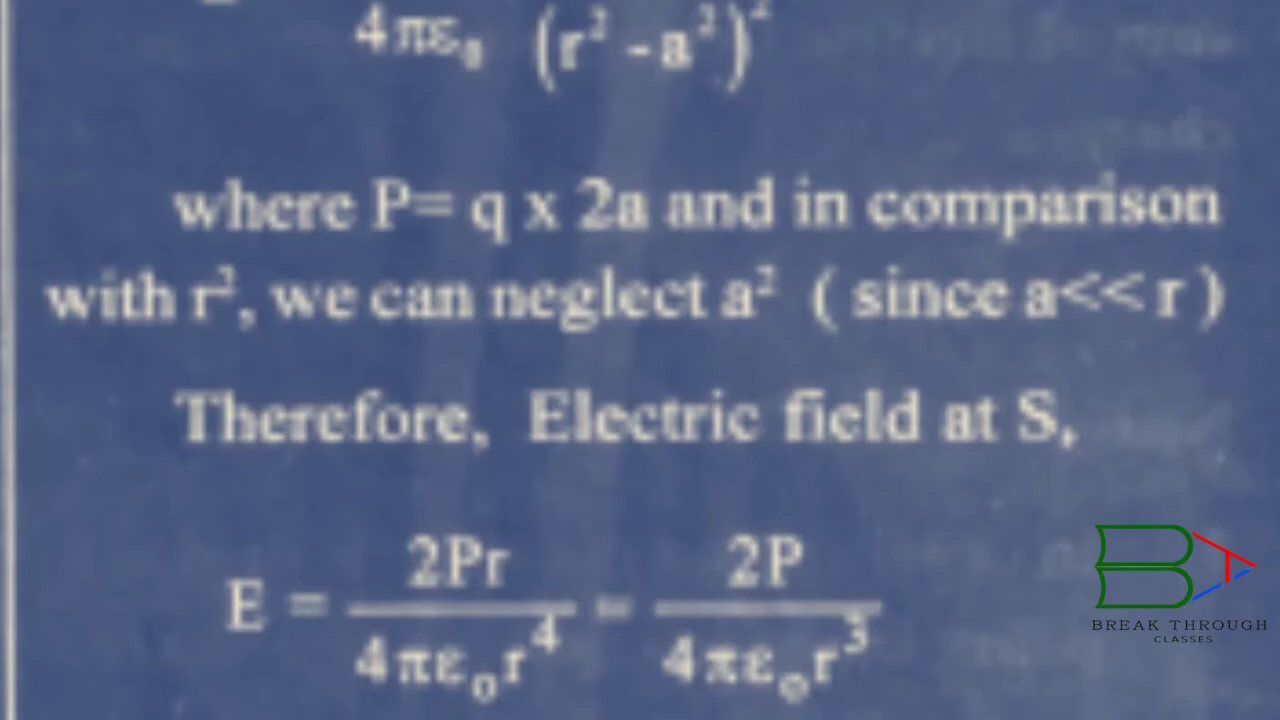 4πε₀ (r² - a²)²
where P= q x 2a and in comparison
with r², we can neglect a² ( since a<< r )
Therefore, Electric field at S,
E = 2Pr / 4πε₀r⁴ = 2P / 4πε₀r³
BREAK THROUGH
CLASSES